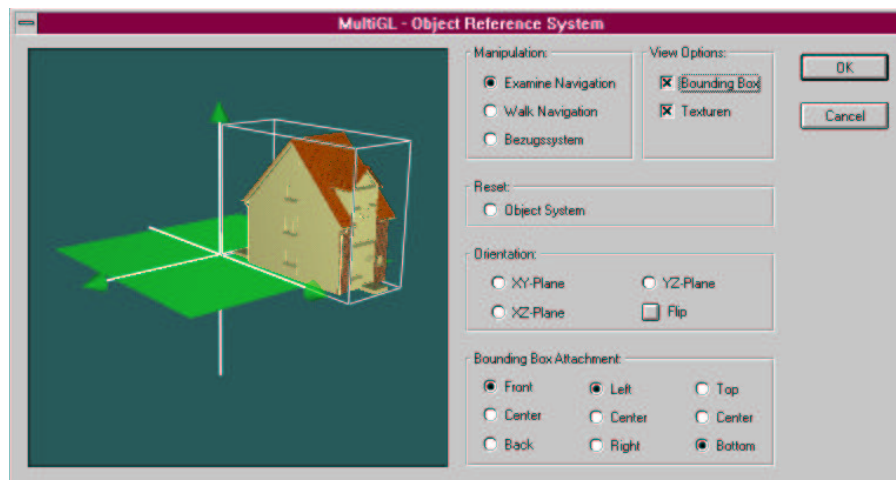 MultiGL - Object Reference System
Manipulation:
Examine Navigation
Walk Navigation
Bezugssystem
View Options:
Bounding Box
Texturen
OK
Cancel
Reset:
Object System
Orientation:
XY-Plane
YZ-Plane
XZ-Plane
Flip
Bounding Box Attachment:
Front
Left
Top
Center
Center
Center
Back
Right
Bottom